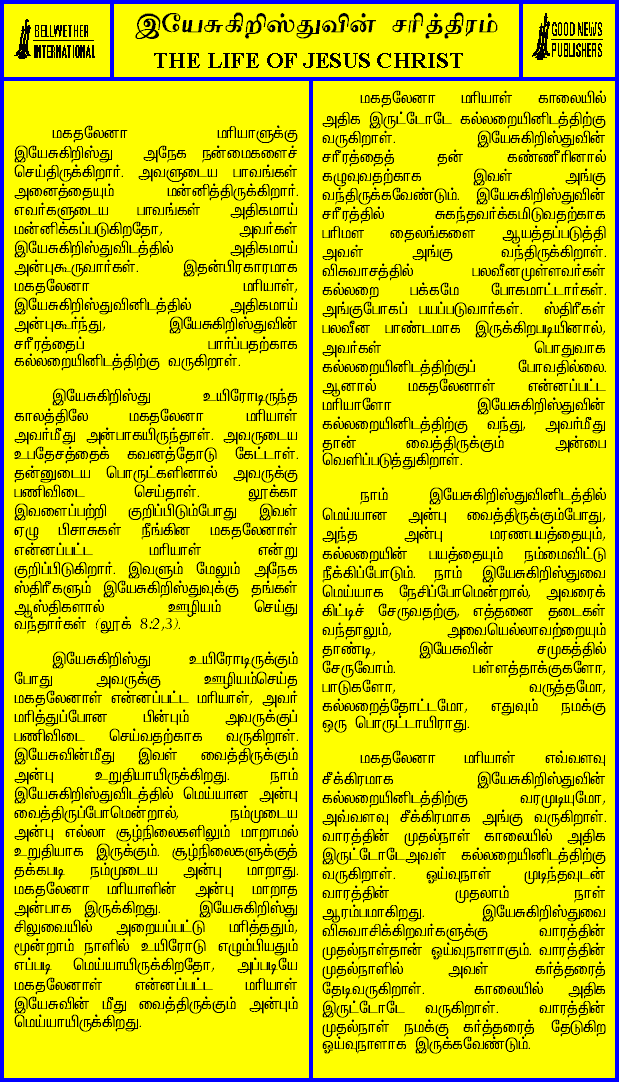 BELLWETHER
INTERNATIONAL
இயேசுகிறிஸ்துவின் சரித்திரம்
THE LIFE OF JESUS CHRIST
GOOD NEWS
PUBLISHERS
மகதலேனா மரியாளுக்கு
இயேசுகிறிஸ்து அநேக நன்மைகளைச்
செய்திருக்கிறார். அவளுடைய பாவங்கள்
அனைத்தையும் மன்னித்திருக்கிறார்.
எவர்களுடைய பாவங்கள் அதிகமாய்
மன்னிக்கப்படுகிறதோ, அவர்கள்
இயேசுகிறிஸ்துவிடத்தில் அதிகமாய்
அன்புகூருவார்கள். இதன்பிரகாரமாக
மகதலேனா மரியாள்,
இயேசுகிறிஸ்துவினிடத்தில் அதிகமாய்
அன்புகூர்ந்து, இயேசுகிறிஸ்துவின்
சரீரத்தைப் பார்ப்பதற்காக
கல்லறையினிடத்திற்கு வருகிறாள்.
இயேசுகிறிஸ்து உயிரோடிருந்த
காலத்திலே மகதலேனா மரியாள்
அவர்மீது அன்பாகயிருந்தாள். அவருடைய
உபதேசத்தைக் கவனத்தோடு கேட்டாள்.
தன்னுடைய பொருட்களினால் அவருக்கு
பணிவிடை செய்தாள். லூக்கா
இவளைப்பற்றி குறிப்பிடும்போது இவள்
ஏழு பிசாசுகள் நீங்கின மகதலேனாள்
என்னப்பட்ட மரியாள் என்று
குறிப்பிடுகிறார். இவளும் மேலும் அநேக
ஸ்திரீகளும் இயேசுகிறிஸ்துவுக்கு தங்கள்
ஆஸ்திகளால் ஊழியம் செய்து
வந்தார்கள் (லூக் 8:2,3).
இயேசுகிறிஸ்து உயிரோடிருக்கும்
போது அவருக்கு ஊழியம்செய்த
மகதலேனாள் என்னப்பட்ட மரியாள், அவர்
மரித்துப்போன பின்பும் அவருக்குப்
பணிவிடை செய்வதற்காக வருகிறாள்.
இயேசுவின்மீது இவள் வைத்திருக்கும்
அன்பு உறுதியாயிருக்கிறது. நாம்
இயேசுகிறிஸ்துவிடத்தில் மெய்யான அன்பு
வைத்திருப்போமென்றால், நம்முடைய
அன்பு எல்லா சூழ்நிலைகளிலும் மாறாமல்
உறுதியாக இருக்கும். சூழ்நிலைகளுக்குத்
தக்கபடி நம்முடைய அன்பு மாறாது.
மகதலேனா மரியாளின் அன்பு மாறாத
அன்பாக இருக்கிறது. இயேசுகிறிஸ்து
சிலுவையில் அறையப்பட்டு மரித்ததும்,
மூன்றாம் நாளில் உயிரோடு எழும்பியதும்
எப்படி மெய்யாயிருக்கிறதோ, அப்படியே
மகதலேனாள் என்னப்பட்ட மரியாள்
இயேசுவின் மீது வைத்திருக்கும் அன்பும்
மெய்யாயிருக்கிறது.
மகதலேனா மரியாள் காலையில்
அதிக இருட்டோடே கல்லறையினிடத்திற்கு
வருகிறாள். இயேசுகிறிஸ்துவின்
சரீரத்தைத் தன் கண்ணீரினால்
கழுவுவதற்காக இவள் அங்கு
வந்திருக்கவேண்டும். இயேசுகிறிஸ்துவின்
சரீரத்தில் சுகந்தவர்க்கமிடுவதற்காக
பரிமள தைலங்களை ஆயத்தப்படுத்தி
அவள் அங்கு வந்திருக்கிறாள்.
விசுவாசத்தில் பலவீனமுள்ளவர்கள்
கல்லறை பக்கமே போகமாட்டார்கள்.
அங்குபோகப் பயப்படுவார்கள். ஸ்திரீகள்
பலவீன பாண்டமாக இருக்கிறபடியினால்,
அவர்கள் பொதுவாக
கல்லறையினிடத்திற்குப் போவதில்லை.
ஆனால் மகதலேனாள் என்னப்பட்ட
மரியாளோ இயேசுகிறிஸ்துவின்
கல்லறையினிடத்திற்கு வந்து, அவர்மீது
தான் வைத்திருக்கும் அன்பை
வெளிப்படுத்துகிறாள்.
நாம் இயேசுகிறிஸ்துவினிடத்தில்
மெய்யான அன்பு வைத்திருக்கும்போது,
அந்த அன்பு மரணபயத்தையும்,
கல்லறையின் பயத்தையும் நம்மைவிட்டு
நீக்கிப்போடும். நாம் இயேசுகிறிஸ்துவை
மெய்யாக நேசிப்போமென்றால், அவரைக்
கிட்டிச் சேருவதற்கு, எத்தனை தடைகள்
வந்தாலும், அவையெல்லாவற்றையும்
தாண்டி, இயேசுவின் சமுகத்தில்
சேருவோம். பள்ளத்தாக்குகளோ,
பாடுகளோ, வருத்தமோ,
கல்லறைத்தோட்டமோ, எதுவும் நமக்கு
ஒரு பொருட்டாயிராது.
மகதலேனா மரியாள் எவ்வளவு
சீக்கிரமாக இயேசுகிறிஸ்துவின்
கல்லறையினிடத்திற்கு வரமுடியுமோ,
அவ்வளவு சீக்கிரமாக அங்கு வருகிறாள்.
வாரத்தின் முதல்நாள் காலையில் அதிக
இருட்டோடேஅவள் கல்லறையினிடத்திற்கு
வருகிறாள். ஓய்வுநாள் முடிந்தவுடன்
வாரத்தின் முதலாம் நாள்
ஆரம்பமாகிறது. இயேசுகிறிஸ்துவை
விசுவாசிக்கிறவர்களுக்கு வாரத்தின்
முதல்நாள்தான் ஓய்வுநாளாகும். வாரத்தின்
முதல்நாளில் அவள் கர்த்தரைத்
தேடிவருகிறாள். காலையில் அதிக
இருட்டோடே வருகிறாள். வாரத்தின்
முதல்நாள் நமக்கு கர்த்தரைத் தேடுகிற
ஓய்வுநாளாக இருக்கவேண்டும்.